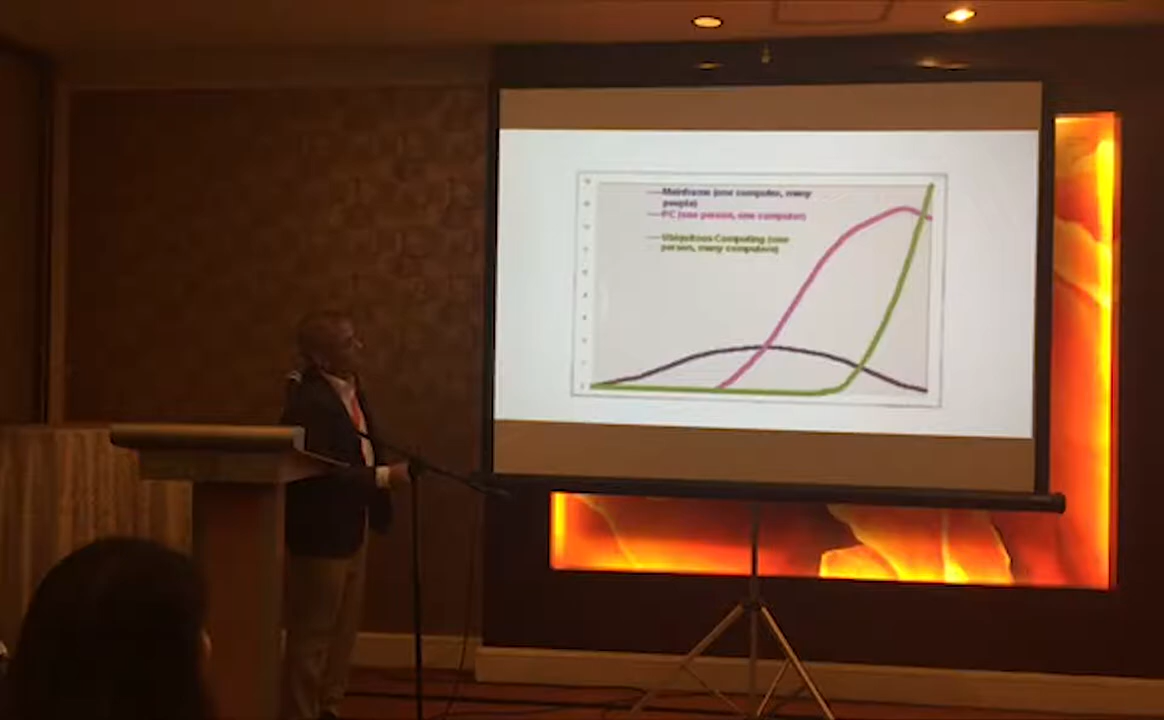 Mainframe (one computer, many
people)
PC (one person, one computer)
Ubiquitous Computing (one
person, many computers)